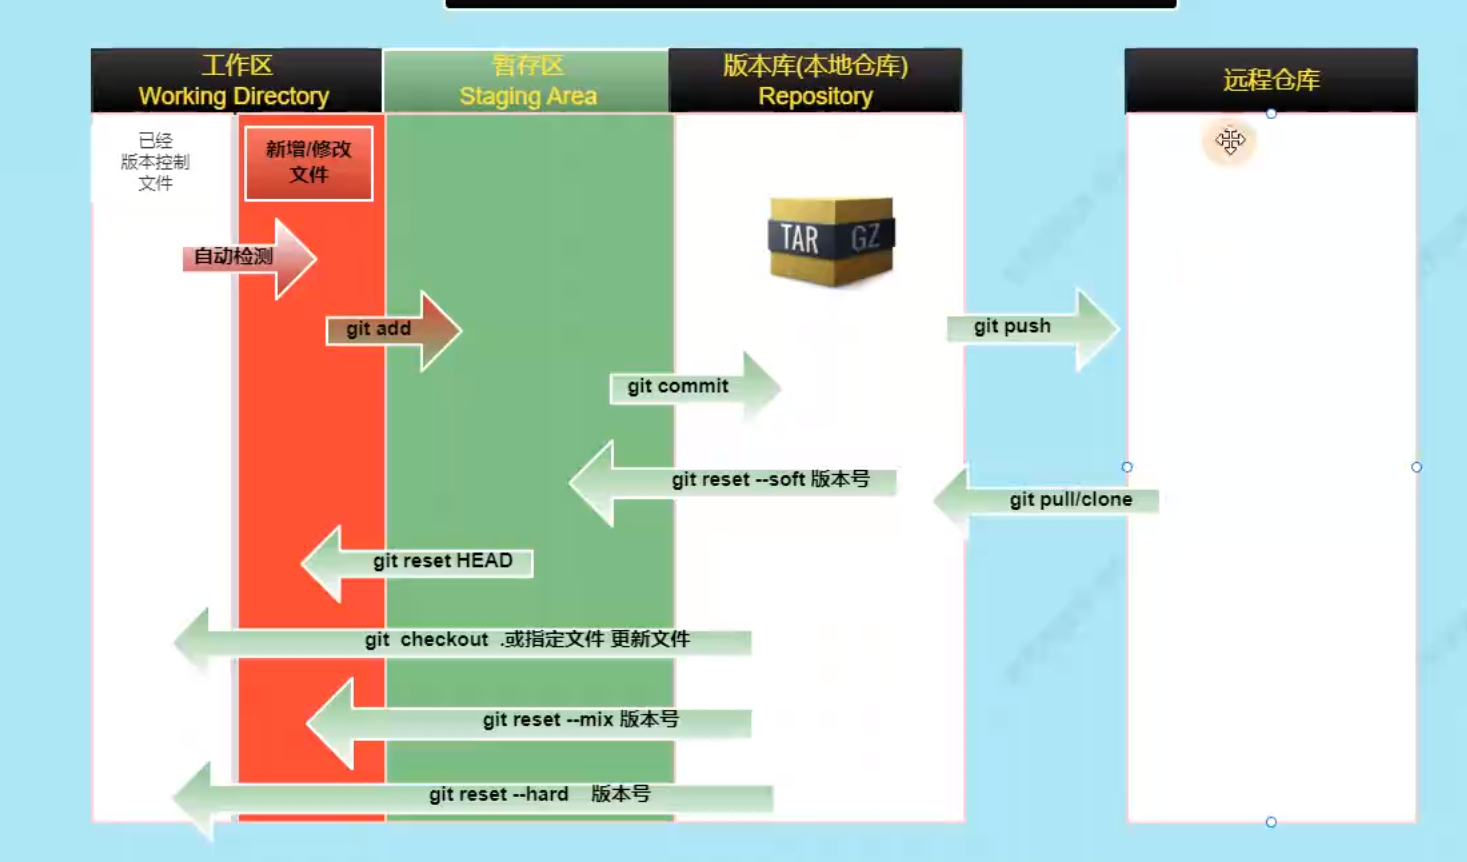 工作区
Working Directory
暂存区
Staging Area
版本库(本地仓库)
Repository
远程仓库
已经
版本控制
文件
新增/修改
文件
TAR GZ
自动检测
git add
git push
git commit
git reset --soft 版本号
git pull/clone
git reset HEAD
git checkout .或指定文件 更新文件
git reset --mix 版本号
git reset --hard 版本号